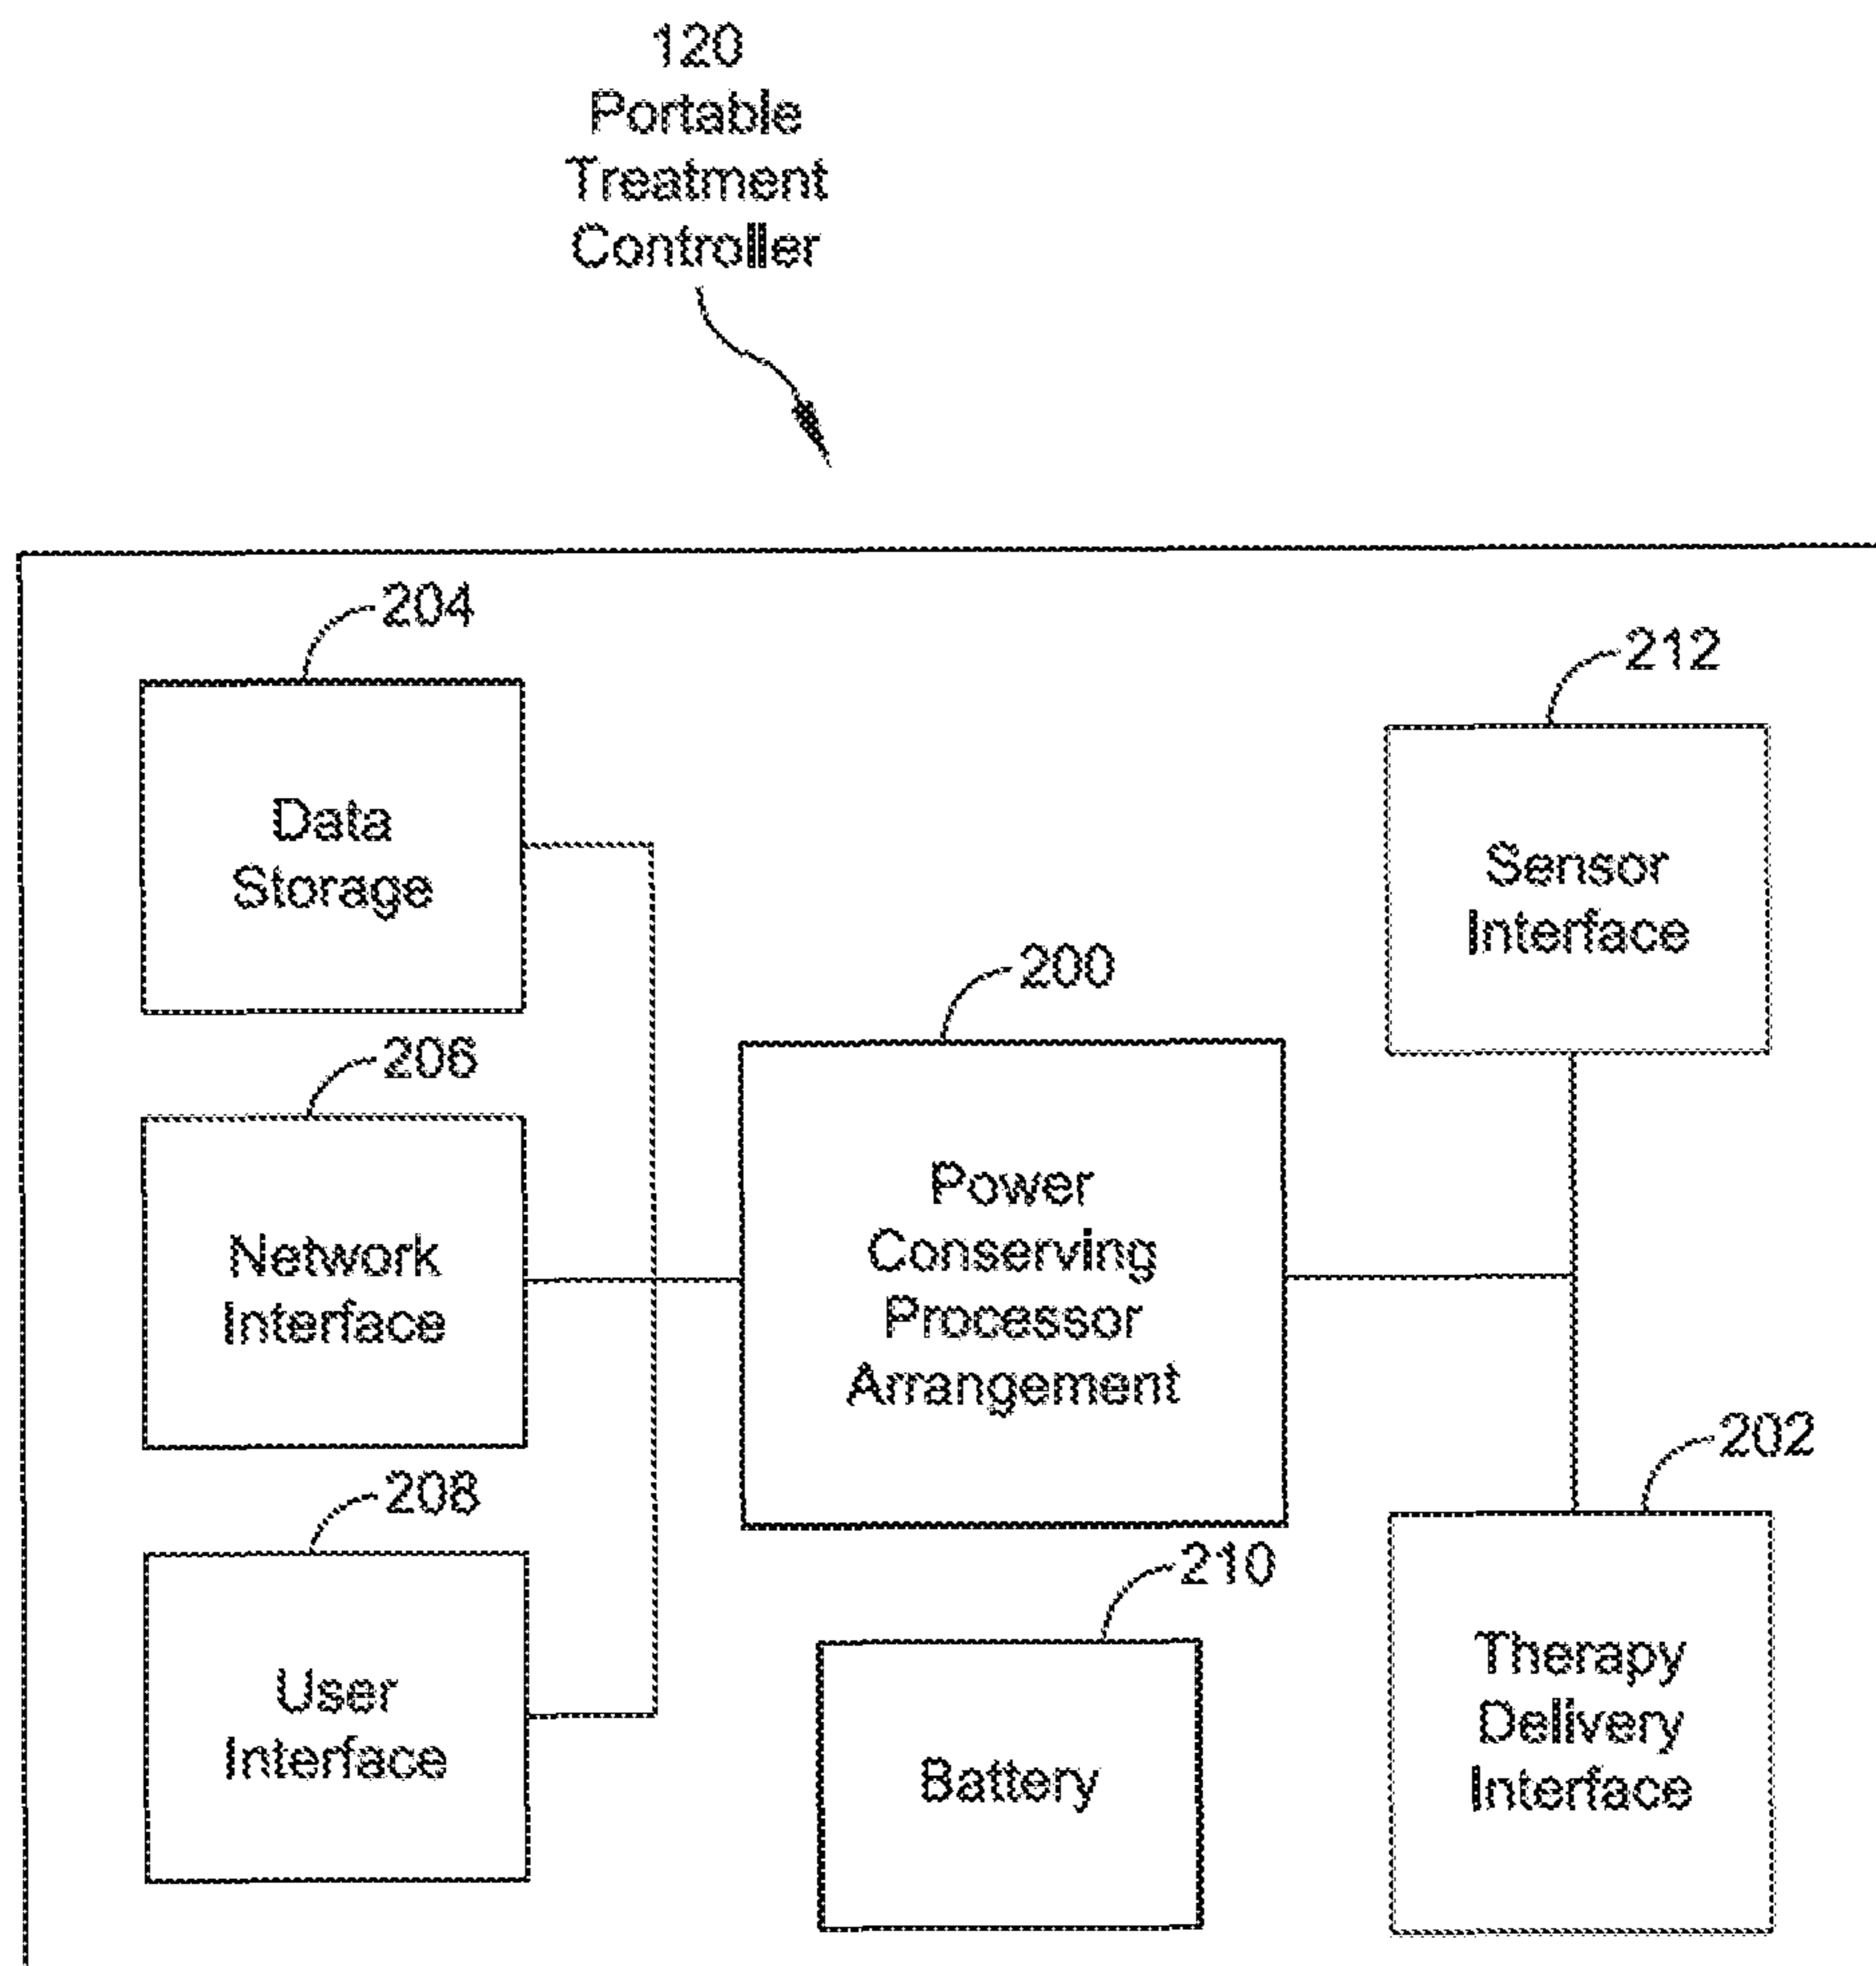 120
Portable
Treatment
Controller
204
Data
Storage
212
Sensor
Interface
206
Network
Interface
200
Power
Conserving
Processor
Arrangement
208
User
Interface
210
Battery
202
Therapy
Delivery
Interface